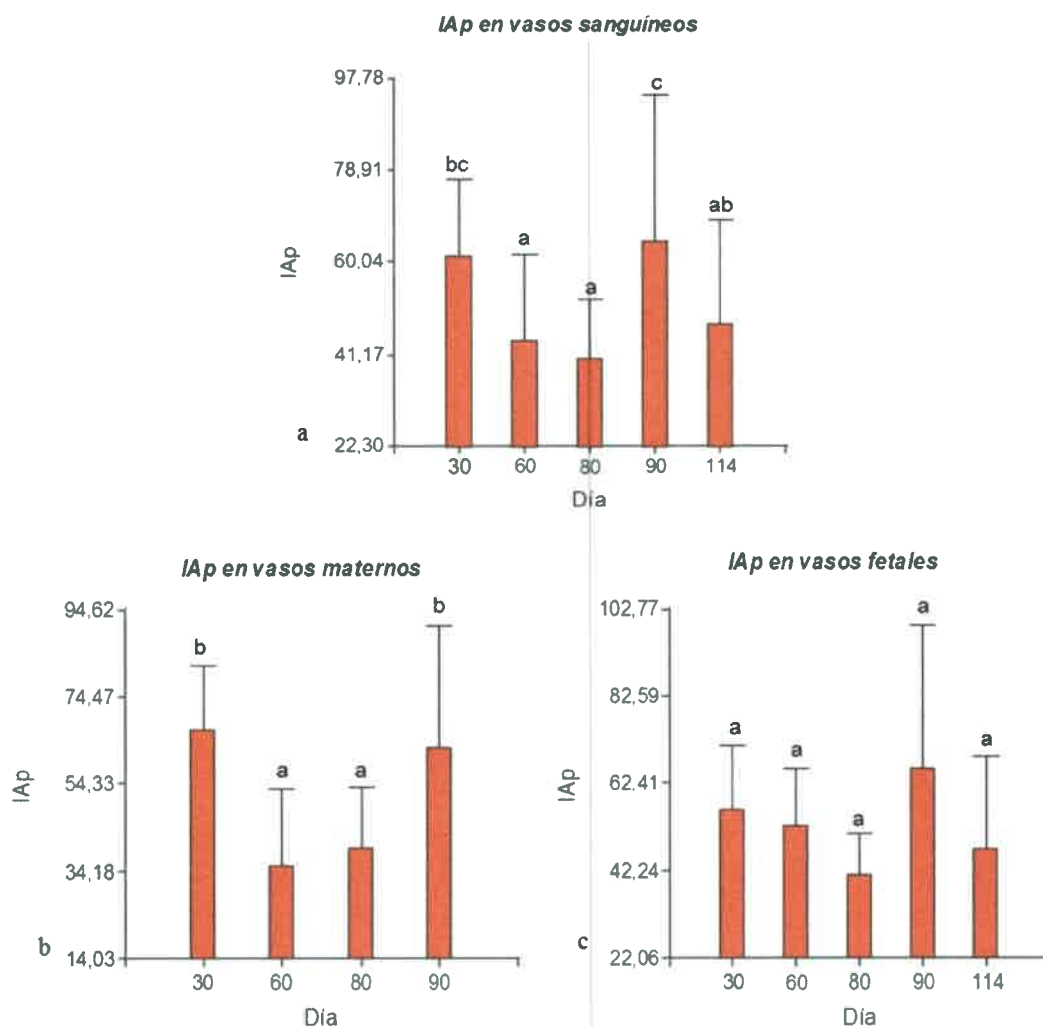 IAp en vasos sanguíneos
97,78
c
78,91
bc
ab
a
60,04
IAp
a
41,17
a
22,30
30 60 80 90 114
Día
IAp en vasos maternos
94,62
b
b
74,47
a a
54,33
IAp
34,18
b
14,03
30 60 80 90
Día
IAp en vasos fetales
102,77
a
82,59
a
a
a
62,41
IAp
a
42,24
c
22,06
30 60 80 90 114
Día